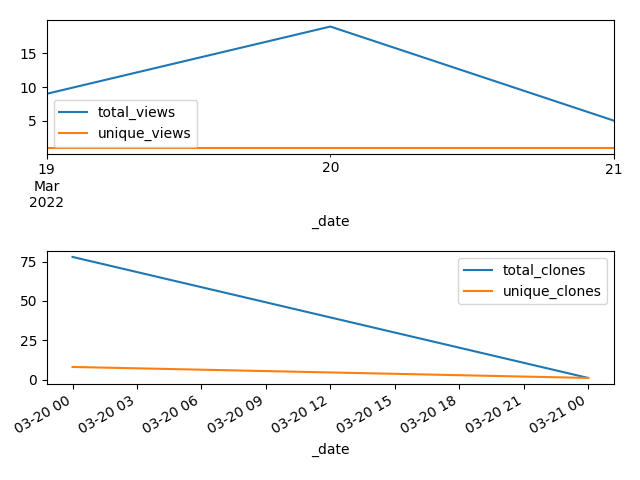 15
10
5
total_views
unique_views
19
20
21
Mar
2022
_date
75
50
25
0
total_clones
unique_clones
03-20 00
03-20 03
03-20 06
03-20 09
03-20 12
03-20 15
03-20 18
03-20 21
03-21 00
_date